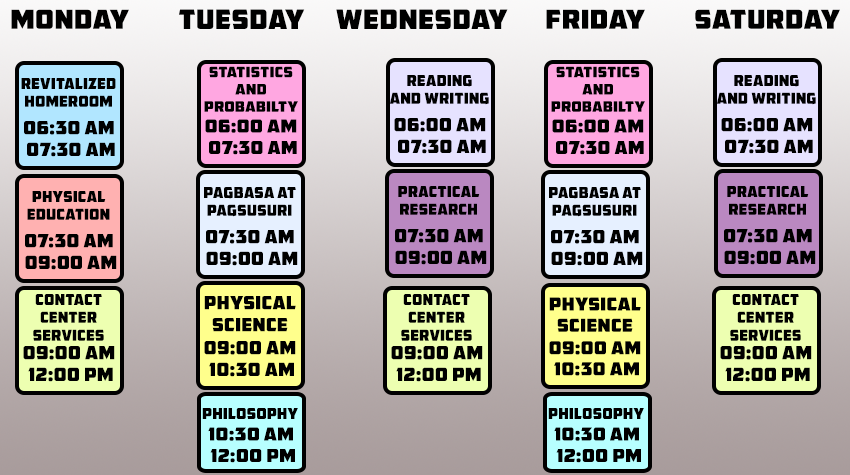 MONDAY
TUESDAY
WEDNESDAY
FRIDAY
SATURDAY
REVITALIZED
HOMEROOM
06:30 AM
07:30 AM
PHYSICAL
EDUCATION
07:30 AM
09:00 AM
CONTACT
CENTER
SERVICES
09:00 AM
12:00 PM
STATISTICS
AND
PROBABILTY
06:00 AM
07:30 AM
PAGBASA AT
PAGSUSURI
07:30 AM
09:00 AM
PHYSICAL
SCIENCE
09:00 AM
10:30 AM
PHILOSOPHY
10:30 AM
12:00 PM
READING
AND WRITING
06:00 AM
07:30 AM
PRACTICAL
RESEARCH
07:30 AM
09:00 AM
CONTACT
CENTER
SERVICES
09:00 AM
12:00 PM
STATISTICS
AND
PROBABILTY
06:00 AM
07:30 AM
PAGBASA AT
PAGSUSURI
07:30 AM
09:00 AM
PHYSICAL
SCIENCE
09:00 AM
10:30 AM
PHILOSOPHY
10:30 AM
12:00 PM
READING
AND WRITING
06:00 AM
07:30 AM
PRACTICAL
RESEARCH
07:30 AM
09:00 AM
CONTACT
CENTER
SERVICES
09:00 AM
12:00 PM